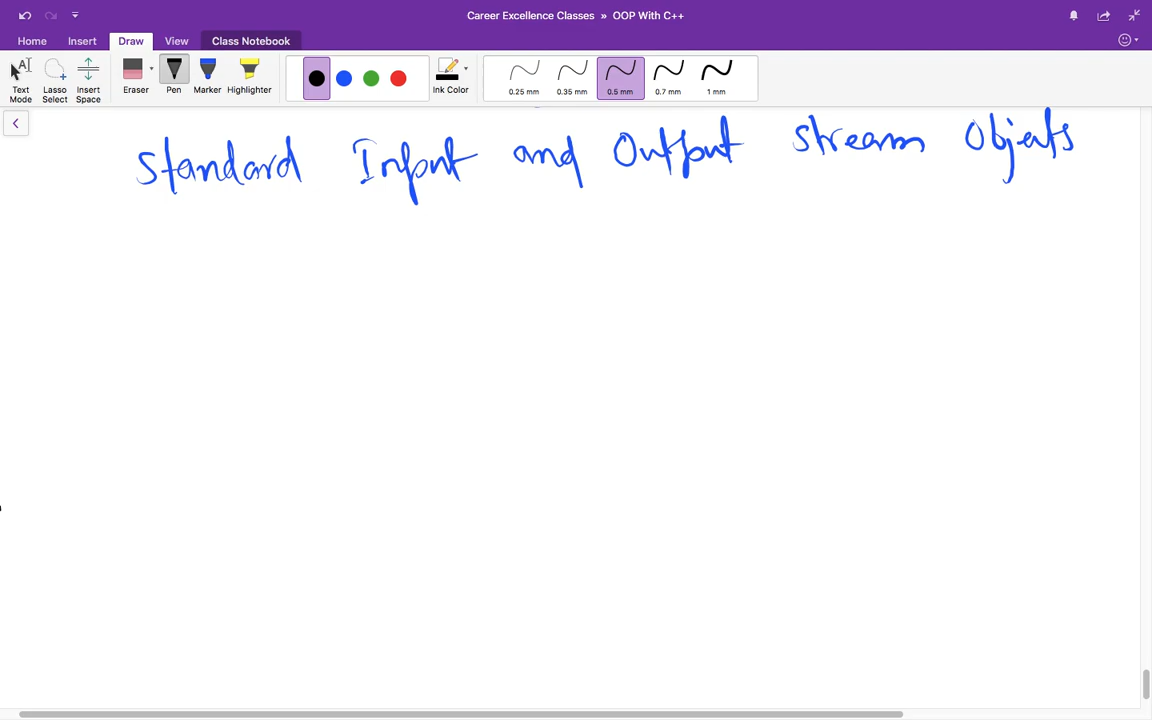 Career Excellence Classes » OOP With C++
Home Insert Draw View Class Notebook
Text Mode
Lasso Select
Insert Space
Eraser
Pen
Marker
Highlighter
Ink Color
0.25 mm
0.35 mm
0.5 mm
0.7 mm
1 mm
Standard Input and Output stream Objects